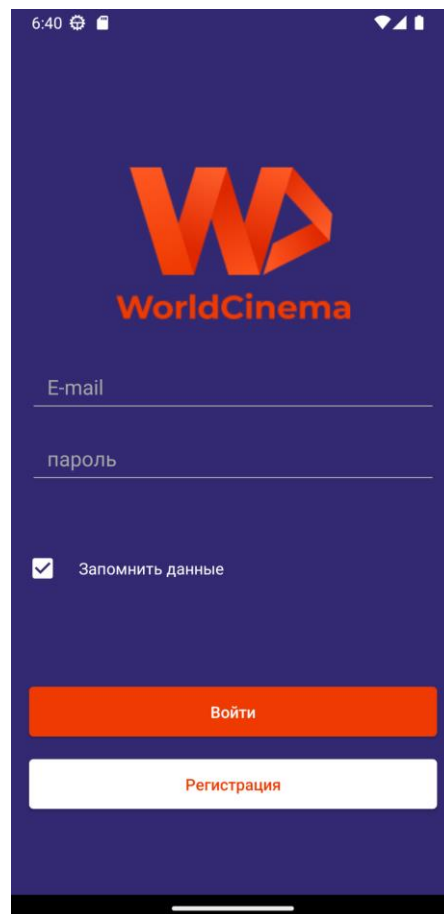 6:40
WorldCinema
E-mail
пароль
Запомнить данные
Войти
Регистрация